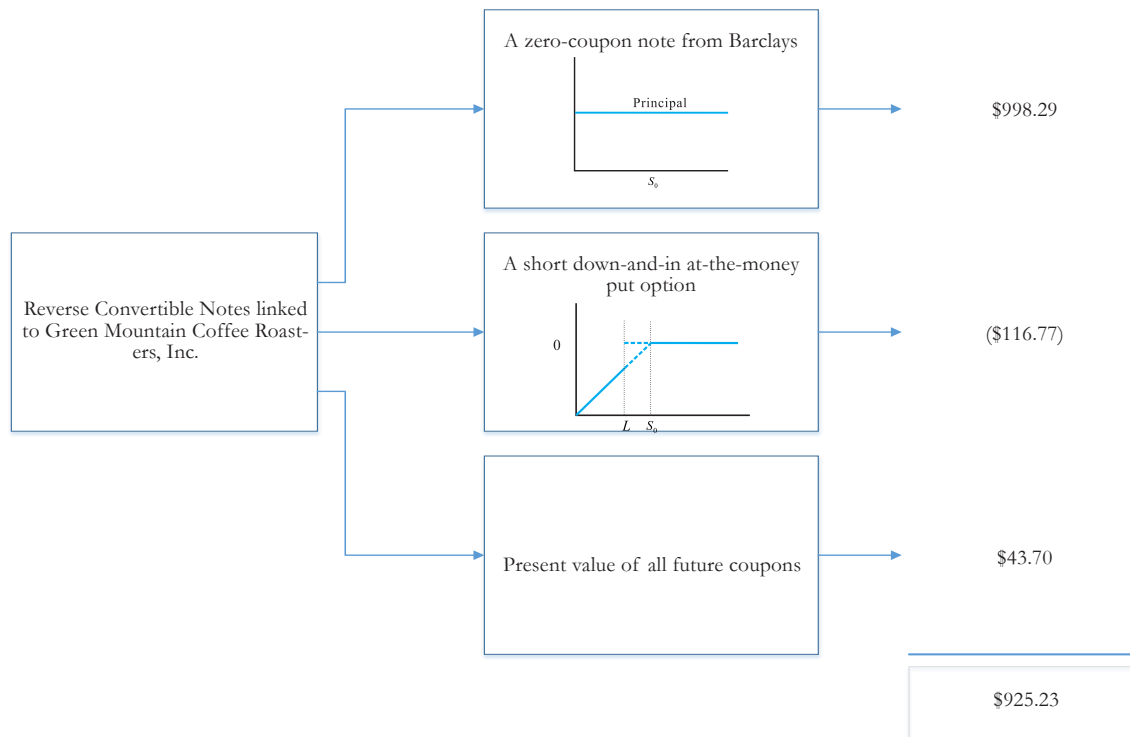 A zero-coupon note from Barclays
Principal
S₀
$998.29
Reverse Convertible Notes linked
to Green Mountain Coffee Roast-
ers, Inc.
A short down-and-in at-the-money
put option
0
L S₀
($116.77)
Present value of all future coupons
$43.70
$925.23